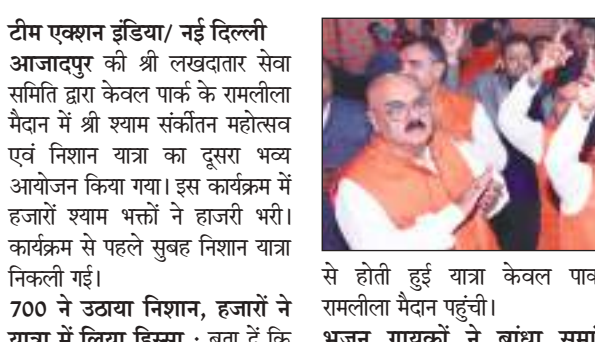 टीम एक्शन इंडिया/ नई दिल्ली
आजादपुर की श्री लखदातार सेवा
समिति द्वारा केवल पार्क के रामलीला
मैदान में श्री श्याम संर्कीतन महोत्सव
एवं निशान यात्रा का दूसरा भव्य
आयोजन किया गया। इस कार्यक्रम में
हजारों श्याम भक्तों ने हाजरी भरी।
कार्यक्रम से पहले सुबह निशान यात्रा
निकली गई।
700 ने उठाया निशान, हजारों ने
यात्रा में लिया हिस्सा : बता दें कि
से होती हुई यात्रा केवल पार्क
रामलीला मैदान पहुंची।
भजन गायकों ने बांधा समां